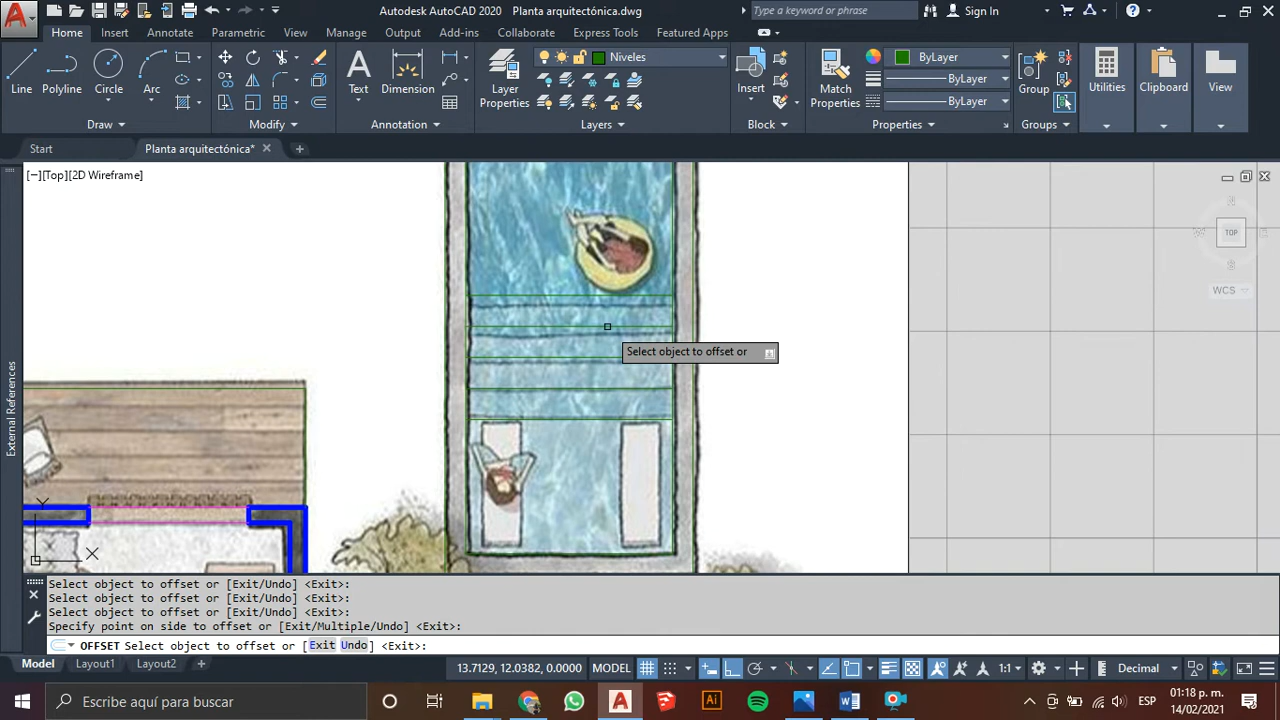 Autodesk AutoCAD 2020 Planta arquitectónica.dwg
Type a keyword or phrase
Sign In
Home Insert Annotate Parametric View Manage Output Add-ins Collaborate Express Tools Featured Apps
Line Polyline Circle Arc
Text Dimension
Layer Properties
Niveles
Insert
Match Properties
ByLayer
ByLayer
ByLayer
Group
Utilities Clipboard View
Draw Modify Annotation Layers Block Properties Groups
Start Planta arquitectónica*
[−][Top][2D Wireframe]
N
TOP
E
S
WCS
External References
Select object to offset or
Select object to offset or [Exit/Undo] <Exit>:
Select object to offset or [Exit/Undo] <Exit>:
Select object to offset or [Exit/Undo] <Exit>:
Specify point on side to offset or [Exit/Multiple/Undo] <Exit>:
OFFSET Select object to offset or [Exit Undo] <Exit>:
Model Layout1 Layout2
13.7129, 12.0382, 0.0000 MODEL 1:1 Decimal
Escribe aquí para buscar
ESP
01:18 p. m.
14/02/2021